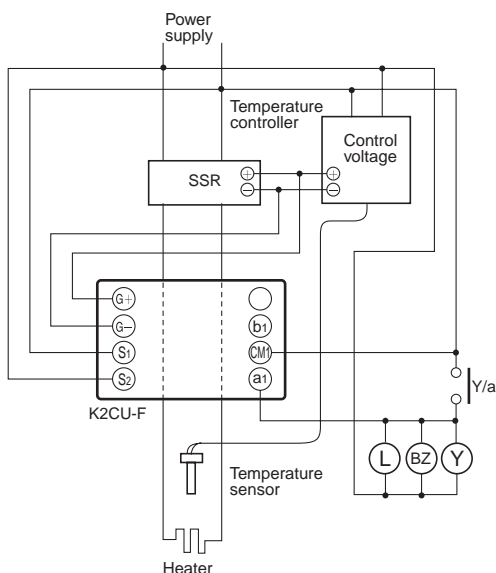 Power
supply
Temperature
controller
Control
voltage
SSR
+
−
+
−
G+
G−
b1
S1
CM1
S2
a1
Y/a
K2CU-F
L
BZ
Y
Temperature
sensor
Heater